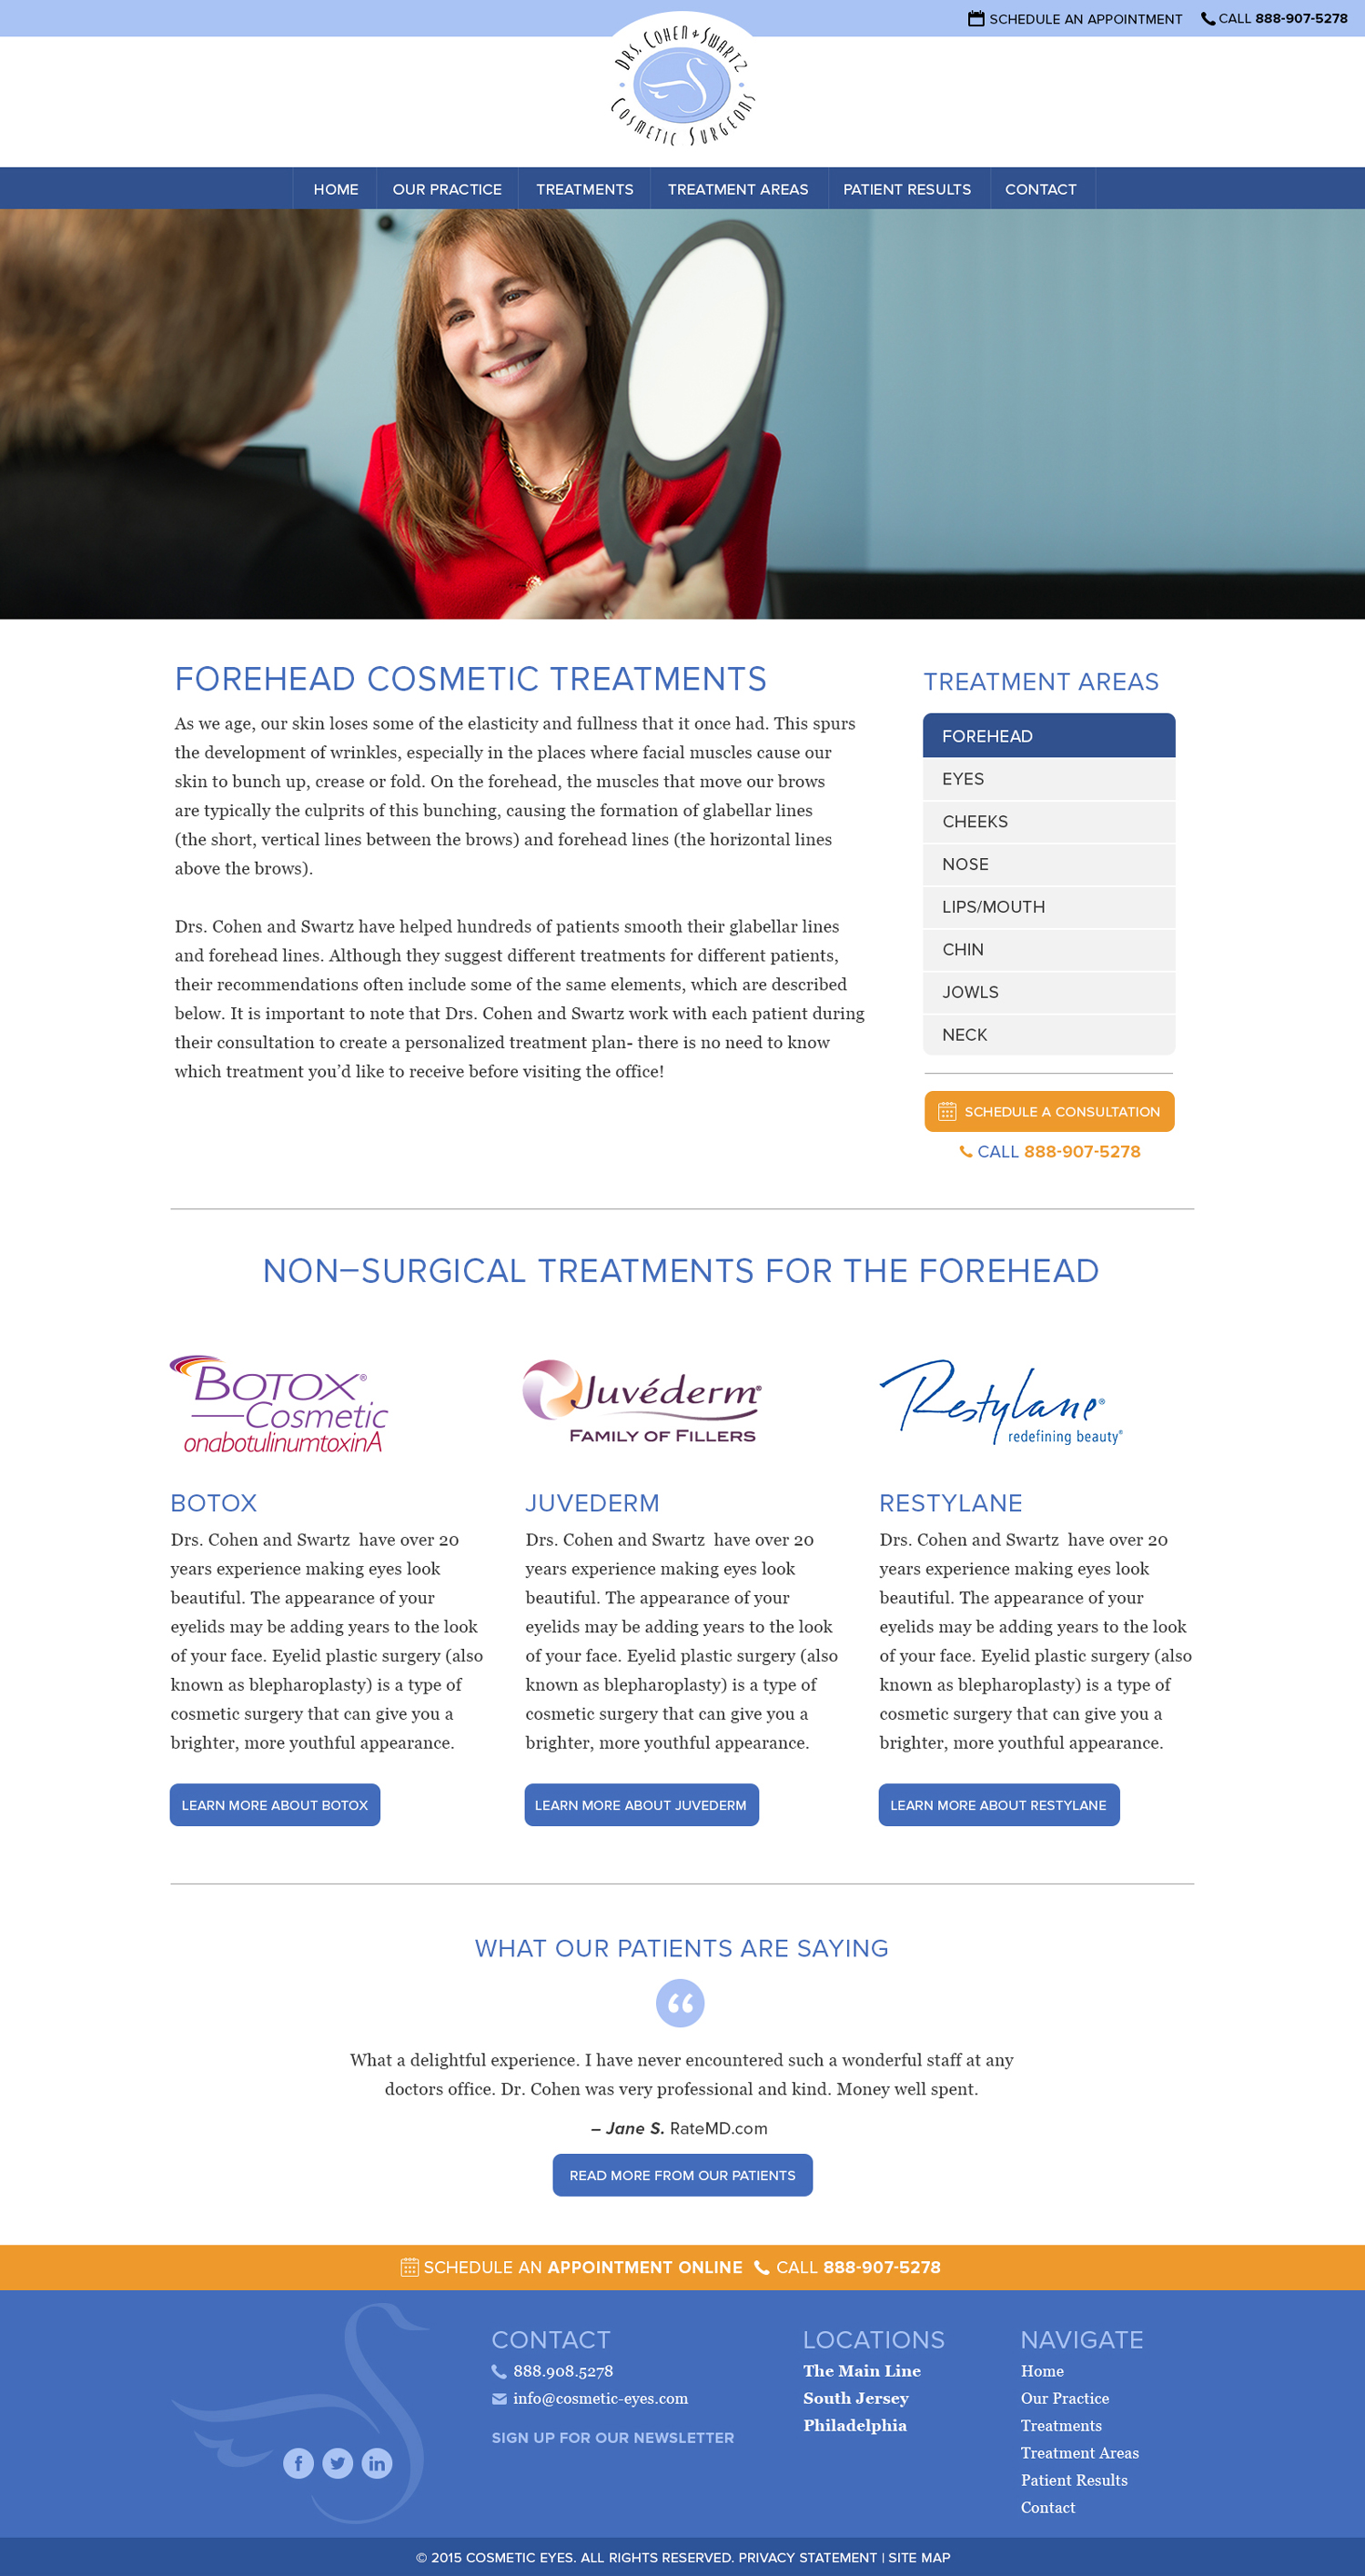 SCHEDULE AN APPOINTMENT CALL 888-907-5278
DRS. COHEN & SWARTZ
COSMETIC SURGEONS
HOME OUR PRACTICE TREATMENTS TREATMENT AREAS PATIENT RESULTS CONTACT
FOREHEAD COSMETIC TREATMENTS
As we age, our skin loses some of the elasticity and fullness that it once had. This spurs
the development of wrinkles, especially in the places where facial muscles cause our
skin to bunch up, crease or fold. On the forehead, the muscles that move our brows
are typically the culprits of this bunching, causing the formation of glabellar lines
(the short, vertical lines between the brows) and forehead lines (the horizontal lines
above the brows).
Drs. Cohen and Swartz have helped hundreds of patients smooth their glabellar lines
and forehead lines. Although they suggest different treatments for different patients,
their recommendations often include some of the same elements, which are described
below. It is important to note that Drs. Cohen and Swartz work with each patient during
their consultation to create a personalized treatment plan- there is no need to know
which treatment you’d like to receive before visiting the office!
TREATMENT AREAS
FOREHEAD
EYES
CHEEKS
NOSE
LIPS/MOUTH
CHIN
JOWLS
NECK
SCHEDULE A CONSULTATION
CALL 888-907-5278
NON–SURGICAL TREATMENTS FOR THE FOREHEAD
BOTOX®
Cosmetic
onabotulinumtoxinA
BOTOX
Drs. Cohen and Swartz  have over 20
years experience making eyes look
beautiful. The appearance of your
eyelids may be adding years to the look
of your face. Eyelid plastic surgery (also
known as blepharoplasty) is a type of
cosmetic surgery that can give you a
brighter, more youthful appearance.
LEARN MORE ABOUT BOTOX
Juvéderm®
FAMILY OF FILLERS
JUVEDERM
Drs. Cohen and Swartz  have over 20
years experience making eyes look
beautiful. The appearance of your
eyelids may be adding years to the look
of your face. Eyelid plastic surgery (also
known as blepharoplasty) is a type of
cosmetic surgery that can give you a
brighter, more youthful appearance.
LEARN MORE ABOUT JUVEDERM
Restylane®
redefining beauty®
RESTYLANE
Drs. Cohen and Swartz  have over 20
years experience making eyes look
beautiful. The appearance of your
eyelids may be adding years to the look
of your face. Eyelid plastic surgery (also
known as blepharoplasty) is a type of
cosmetic surgery that can give you a
brighter, more youthful appearance.
LEARN MORE ABOUT RESTYLANE
WHAT OUR PATIENTS ARE SAYING
“
What a delightful experience. I have never encountered such a wonderful staff at any
doctors office. Dr. Cohen was very professional and kind. Money well spent.
– Jane S. RateMD.com
READ MORE FROM OUR PATIENTS
SCHEDULE AN APPOINTMENT ONLINE CALL 888-907-5278
f in
CONTACT
888.908.5278
info@cosmetic-eyes.com
SIGN UP FOR OUR NEWSLETTER
LOCATIONS
The Main Line
South Jersey
Philadelphia
NAVIGATE
Home
Our Practice
Treatments
Treatment Areas
Patient Results
Contact
© 2015 COSMETIC EYES. ALL RIGHTS RESERVED. PRIVACY STATEMENT | SITE MAP